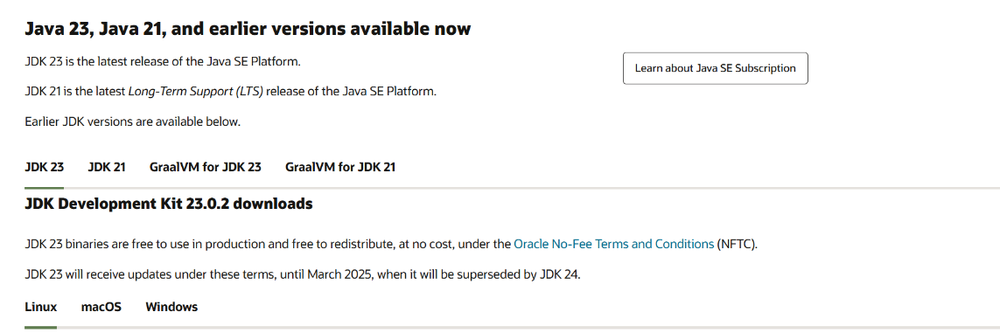 Java 23, Java 21, and earlier versions available now
JDK 23 is the latest release of the Java SE Platform.
Learn about Java SE Subscription
JDK 21 is the latest Long-Term Support (LTS) release of the Java SE Platform.
Earlier JDK versions are available below.
JDK 23 JDK 21 GraalVM for JDK 23 GraalVM for JDK 21
JDK Development Kit 23.0.2 downloads
JDK 23 binaries are free to use in production and free to redistribute, at no cost, under the Oracle No-Fee Terms and Conditions (NFTC).
JDK 23 will receive updates under these terms, until March 2025, when it will be superseded by JDK 24.
Linux macOS Windows